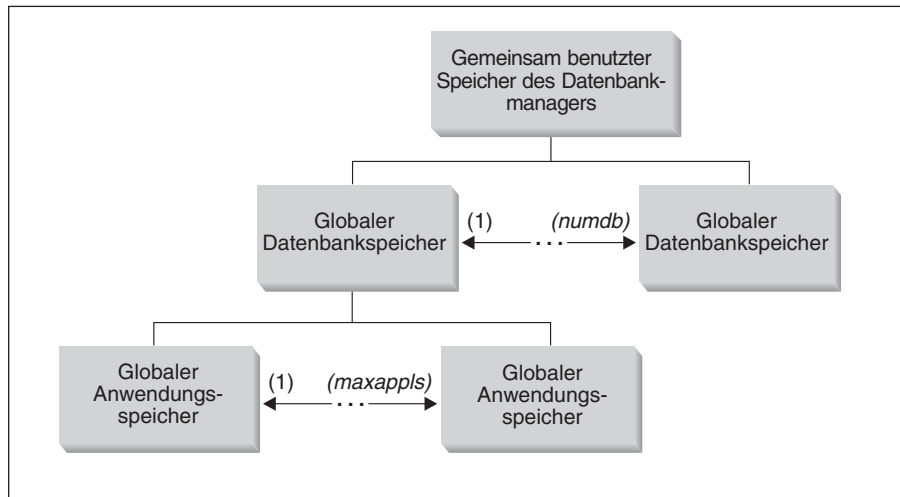 Gemeinsam benutzter
Speicher des Datenbank-
managers
Globaler
Datenbankspeicher
(1)
(numdb)
Globaler
Datenbankspeicher
Globaler
Anwendungs-
speicher
(1)
(maxappls)
Globaler
Anwendungs-
speicher